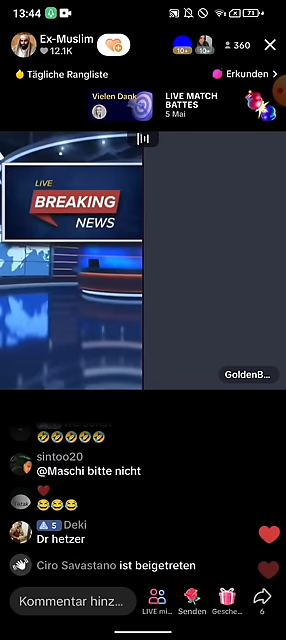 13:44
71
Ex-Muslim
12.1K
10+
10+
360
Tägliche Rangliste
Erkunden >
Vielen Dank
LIVE MATCH
BATTES
5 Mai
LIVE
BREAKING
NEWS
GoldenB...
🤣🤣🤣🤣🤣
sintoo20
@Maschi bitte nicht
❤️
😂😂😂
5 Deki
Dr hetzer
Ciro Savastano ist beigetreten
Kommentar hinz...
LIVE mi...
Senden
Gesche...
6